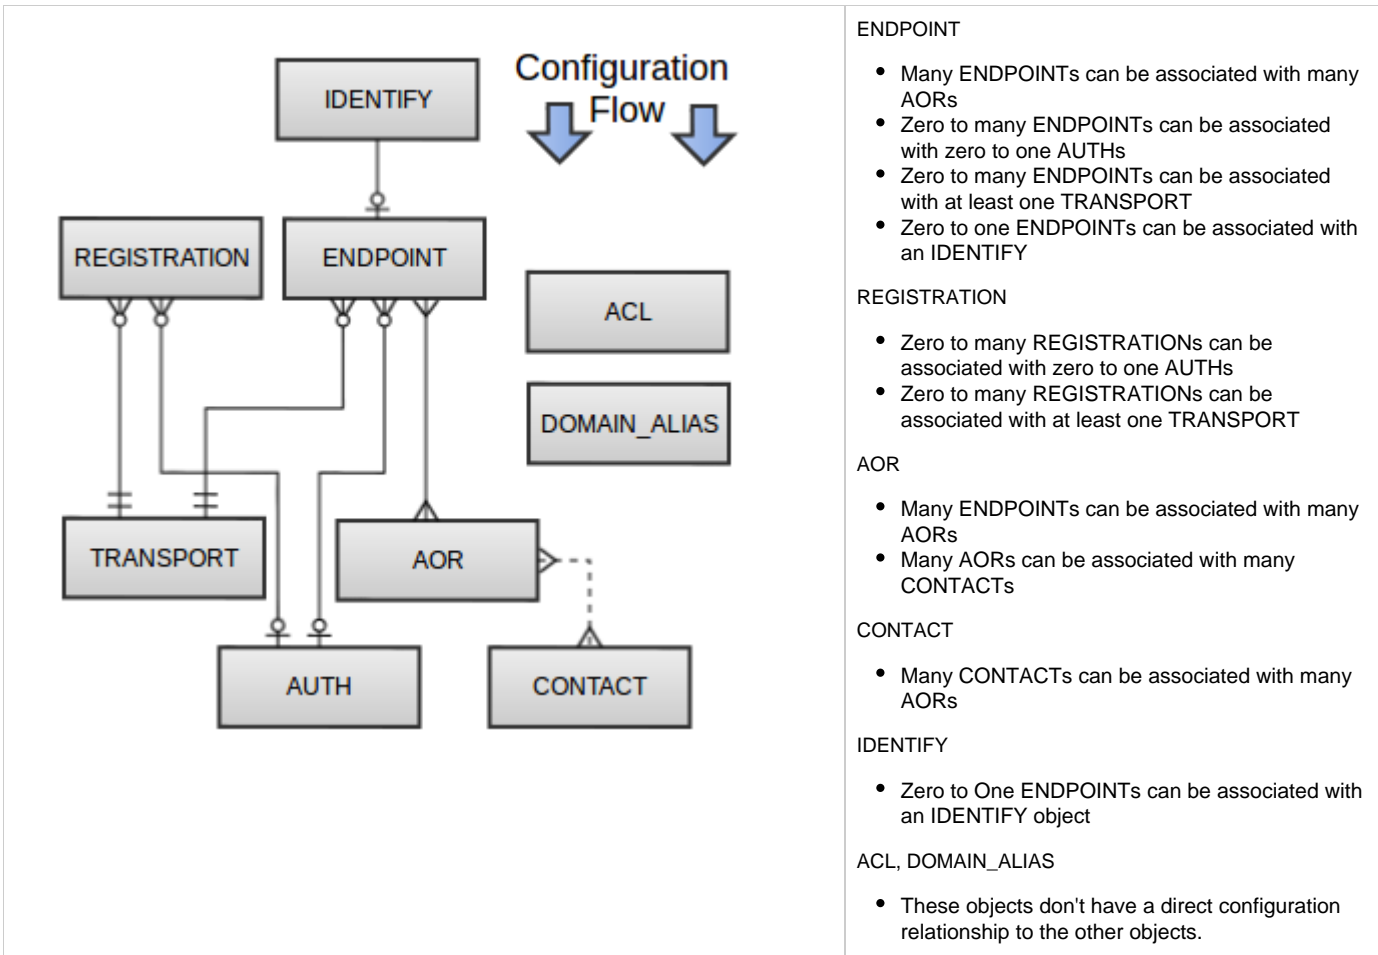 Configuration
Flow
IDENTIFY
REGISTRATION
ENDPOINT
ACL
DOMAIN_ALIAS
TRANSPORT
AOR
AUTH
CONTACT
ENDPOINT
• Many ENDPOINTs can be associated with many
AORs
• Zero to many ENDPOINTs can be associated
with zero to one AUTHs
• Zero to many ENDPOINTs can be associated
with at least one TRANSPORT
• Zero to one ENDPOINTs can be associated with
an IDENTIFY
REGISTRATION
• Zero to many REGISTRATIONs can be
associated with zero to one AUTHs
• Zero to many REGISTRATIONs can be
associated with at least one TRANSPORT
AOR
• Many ENDPOINTs can be associated with many
AORs
• Many AORs can be associated with many
CONTACTs
CONTACT
• Many CONTACTs can be associated with many
AORs
IDENTIFY
• Zero to One ENDPOINTs can be associated with
an IDENTIFY object
ACL, DOMAIN_ALIAS
• These objects don't have a direct configuration
relationship to the other objects.